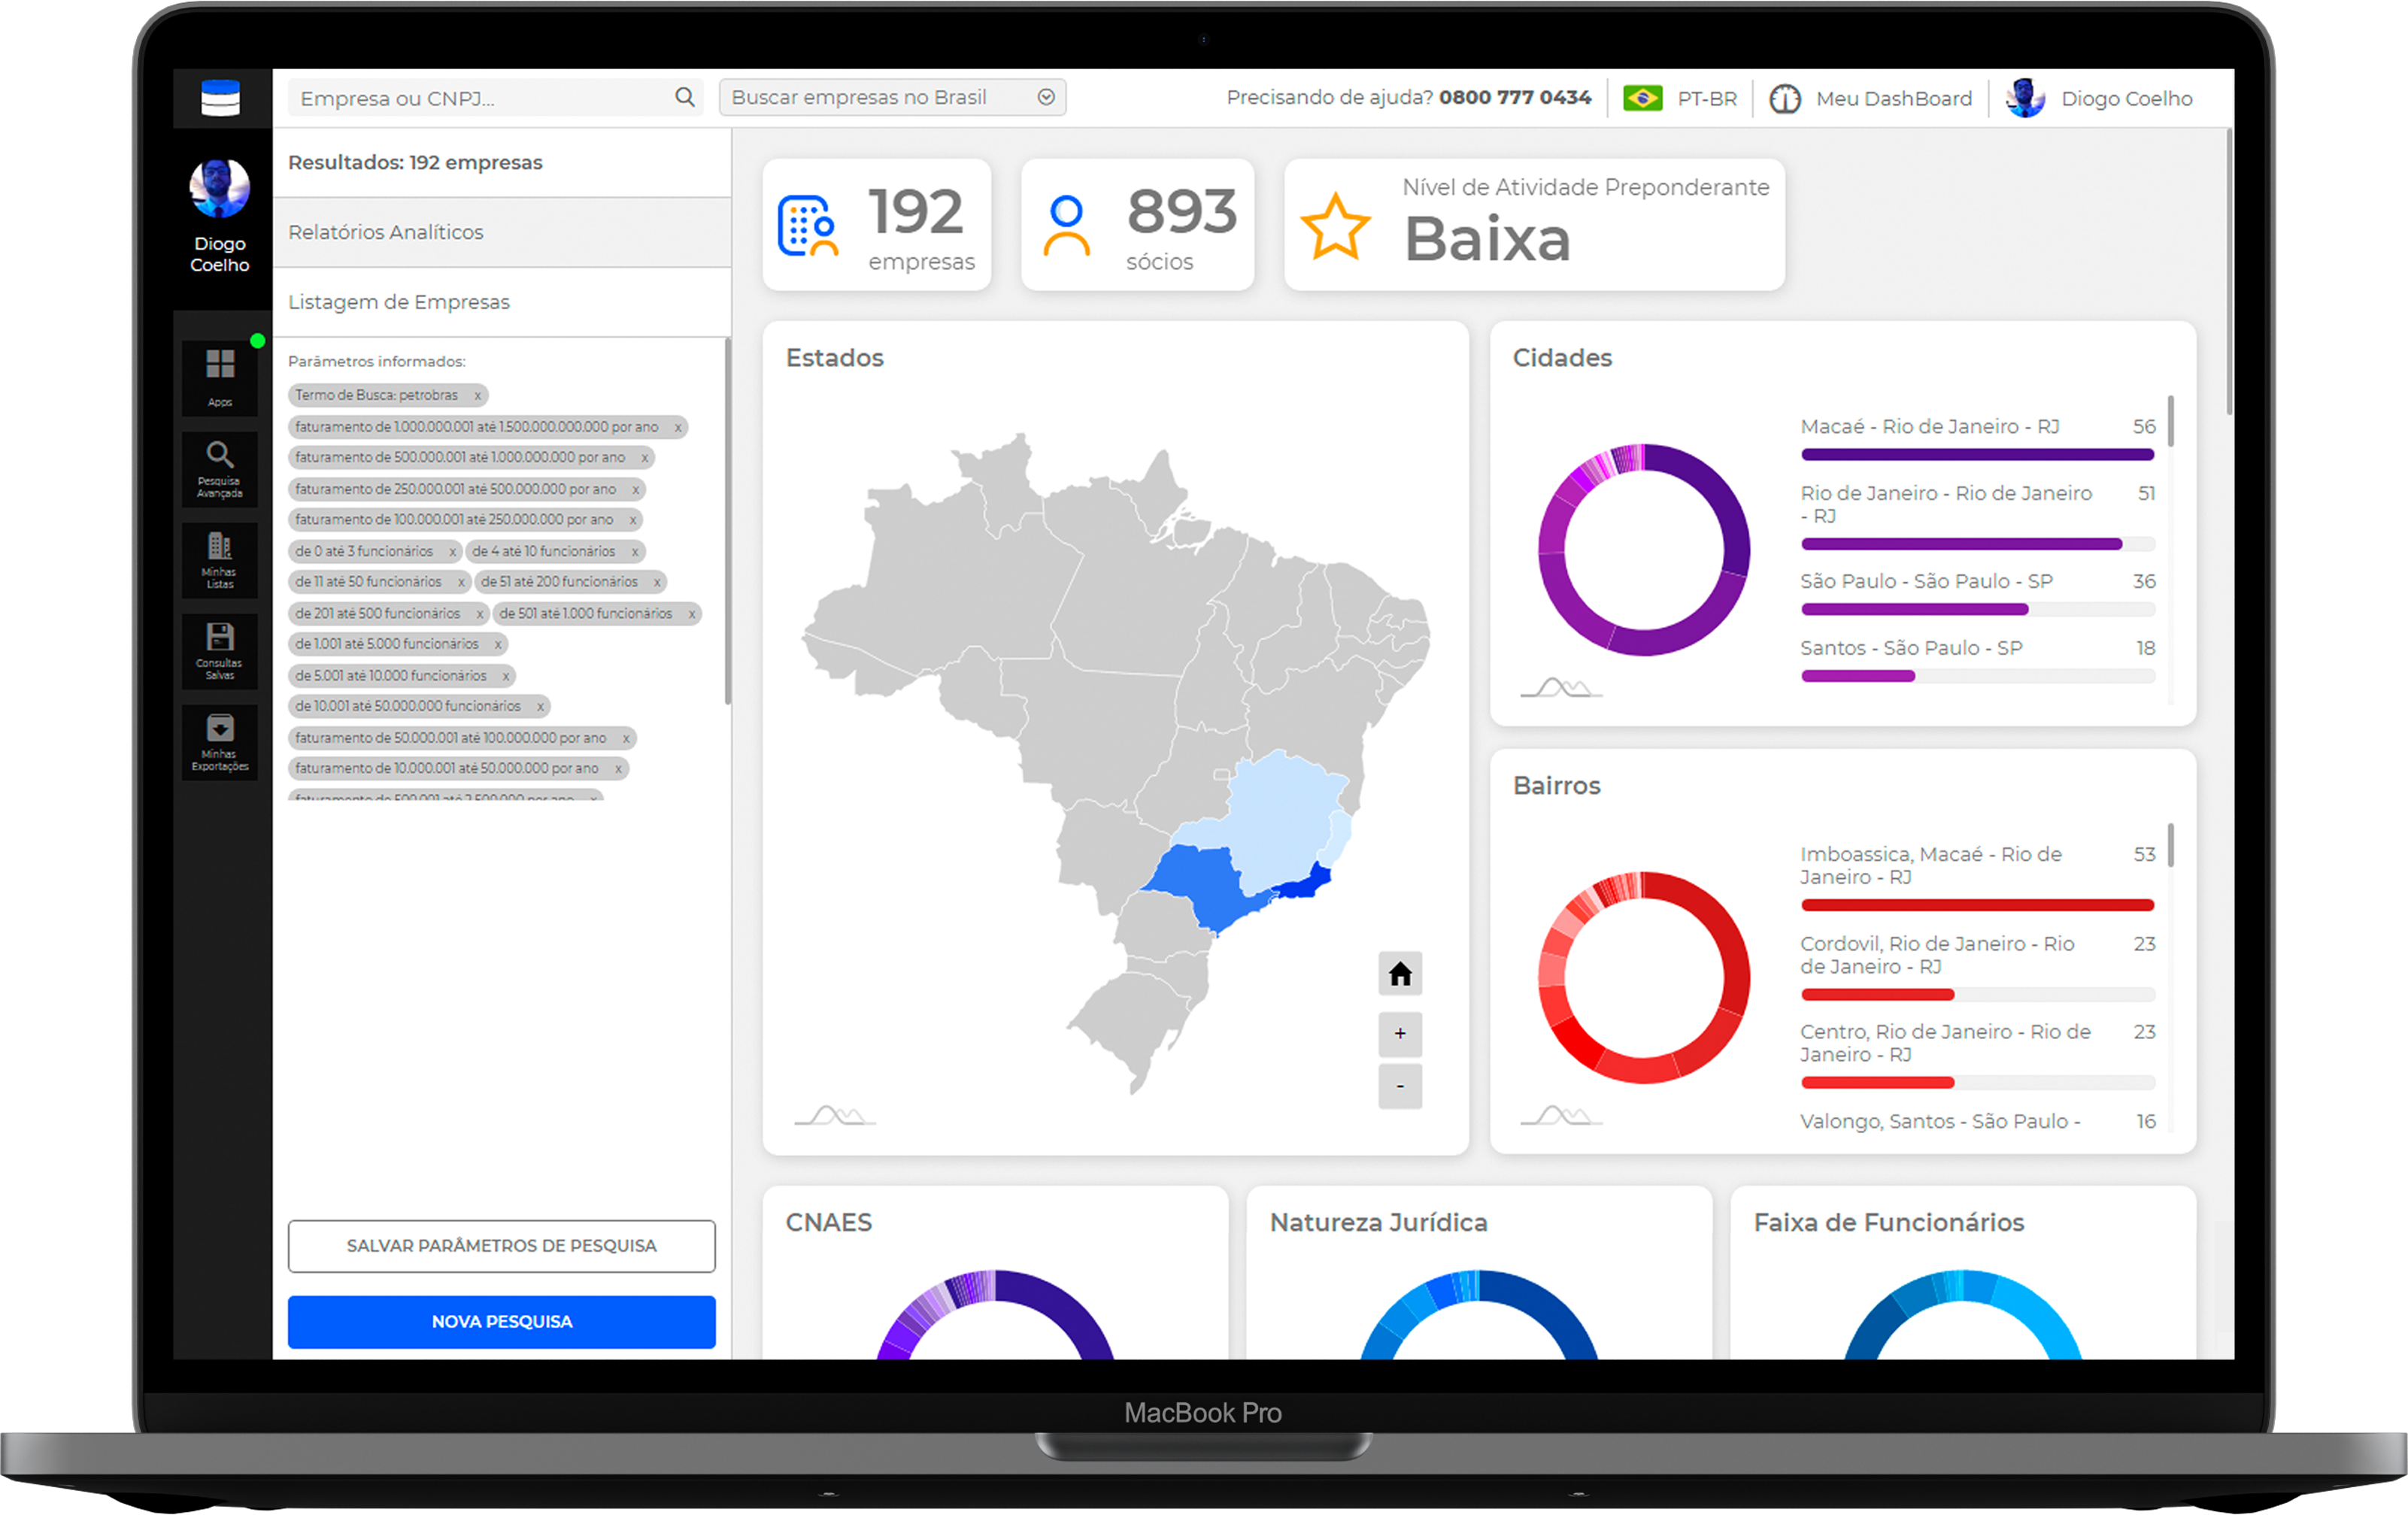 Empresa ou CNPJ...
Buscar empresas no Brasil
Precisando de ajuda? 0800 777 0434
PT-BR
Meu DashBoard
Diogo Coelho
Diogo
Coelho
Apps
Pesquisa
Avançada
Minhas
Listas
Consultas
Salvas
Minhas
Exportações
Resultados: 192 empresas
Relatórios Analíticos
Listagem de Empresas
Parâmetros informados:
Termo de Busca: petrobras x
faturamento de 1.000.000.001 até 1.500.000.000.000 por ano x
faturamento de 500.000.001 até 1.000.000.000 por ano x
faturamento de 250.000.001 até 500.000.000 por ano x
faturamento de 100.000.001 até 250.000.000 por ano x
de 0 até 3 funcionários x de 4 até 10 funcionários x
de 11 até 50 funcionários x de 51 até 200 funcionários x
de 201 até 500 funcionários x de 501 até 1.000 funcionários x
de 1.001 até 5.000 funcionários x
de 5.001 até 10.000 funcionários x
de 10.001 até 50.000.000 funcionários x
faturamento de 50.000.001 até 100.000.000 por ano x
faturamento de 10.000.001 até 50.000.000 por ano x
faturamento de 500.001 até 2.500.000 por ano x
SALVAR PARÂMETROS DE PESQUISA
NOVA PESQUISA
192
empresas
893
sócios
Nível de Atividade Preponderante
Baixa
Estados
+
-
Cidades
Macaé - Rio de Janeiro - RJ 56
Rio de Janeiro - Rio de Janeiro 51
- RJ
São Paulo - São Paulo - SP 36
Santos - São Paulo - SP 18
Bairros
Imboassica, Macaé - Rio de 53
Janeiro - RJ
Cordovil, Rio de Janeiro - Rio 23
de Janeiro - RJ
Centro, Rio de Janeiro - Rio de 23
Janeiro - RJ
Valongo, Santos - São Paulo - 16
CNAES
Natureza Jurídica
Faixa de Funcionários
MacBook Pro